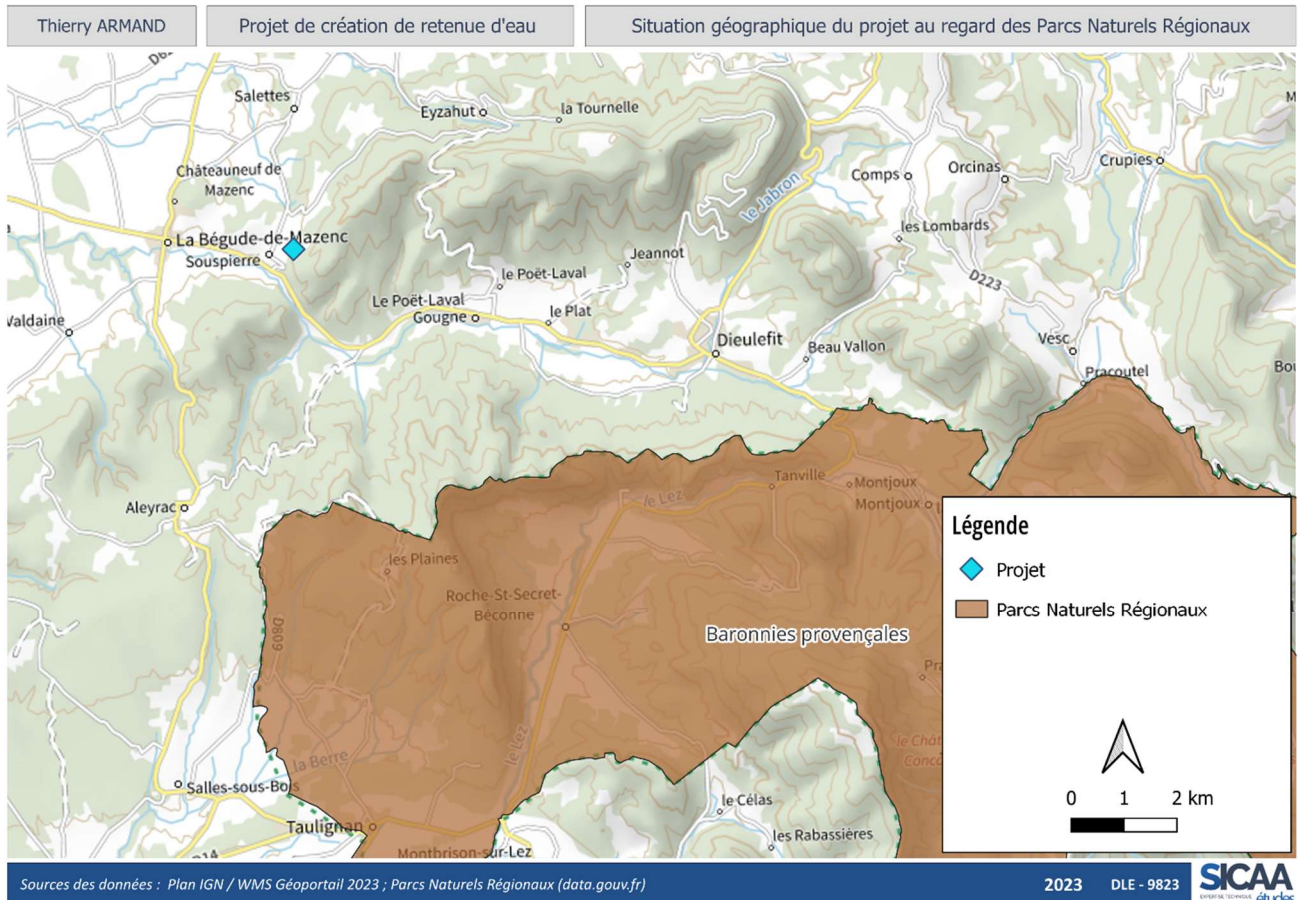 Thierry ARMAND
Projet de création de retenue d'eau
Situation géographique du projet au regard des Parcs Naturels Régionaux
Salettes
Eyzahut
la Tournelle
Châteauneuf de
Mazenc
La Bégude-de-Mazenc
Souspierre
le Jabron
Comps
Orcinas
Crupies
les Lombards
Jeannot
le Poët-Laval
D223
Le Poët-Laval
Gougne
le Plat
Valdaine
Dieulefit
Beau Vallon
Vesc
Pracoutel
Aleyrac
le Lez
Tanville
Montjoux
Montjoux
les Plaines
Roche-St-Secret-
Béconne
D809
Baronnies provençales
le Lez
la Berre
Salles-sous-Bois
Taulignan
D14
Montbrison-sur-Lez
le Célas
les Rabassières
Légende
Projet
Parcs Naturels Régionaux
0 1 2 km
Sources des données : Plan IGN / WMS Géoportail 2023 ; Parcs Naturels Régionaux (data.gouv.fr)
2023
DLE - 9823
SICAA
EXPERTISE TECHNIQUE
études